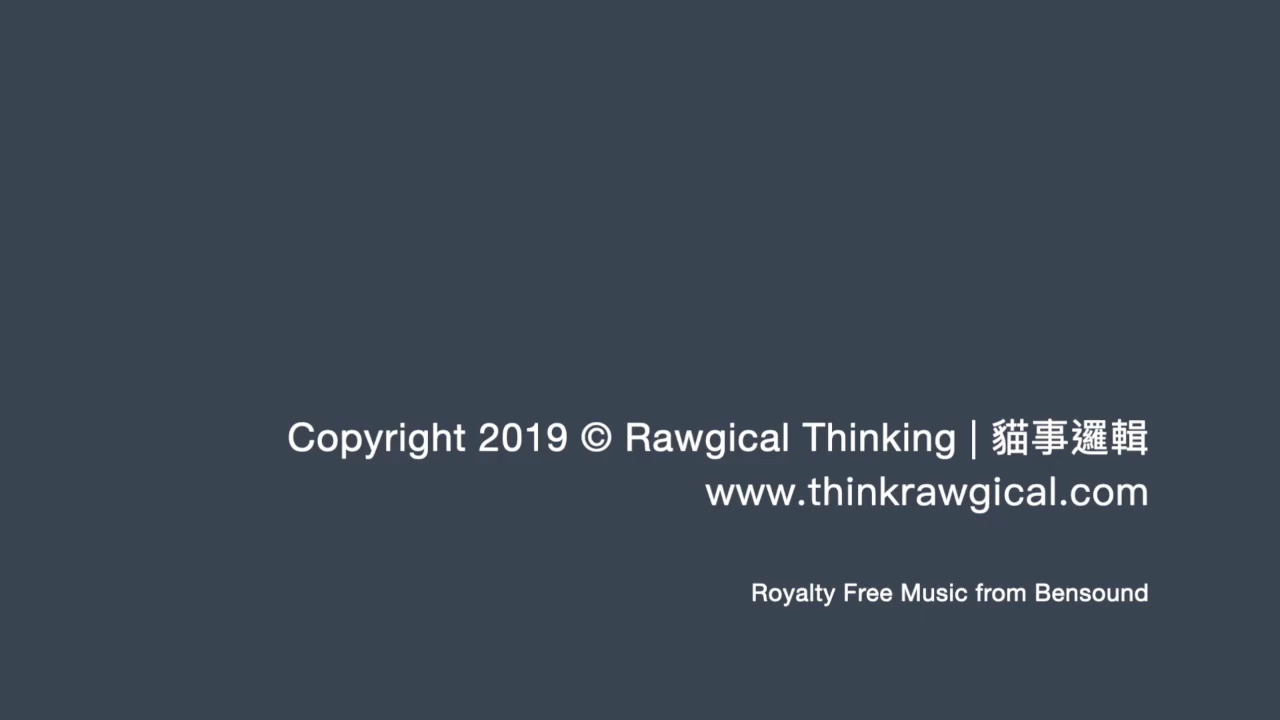 Copyright 2019 © Rawgical Thinking | 貓事邏輯
www.thinkrawgical.com
Royalty Free Music from Bensound